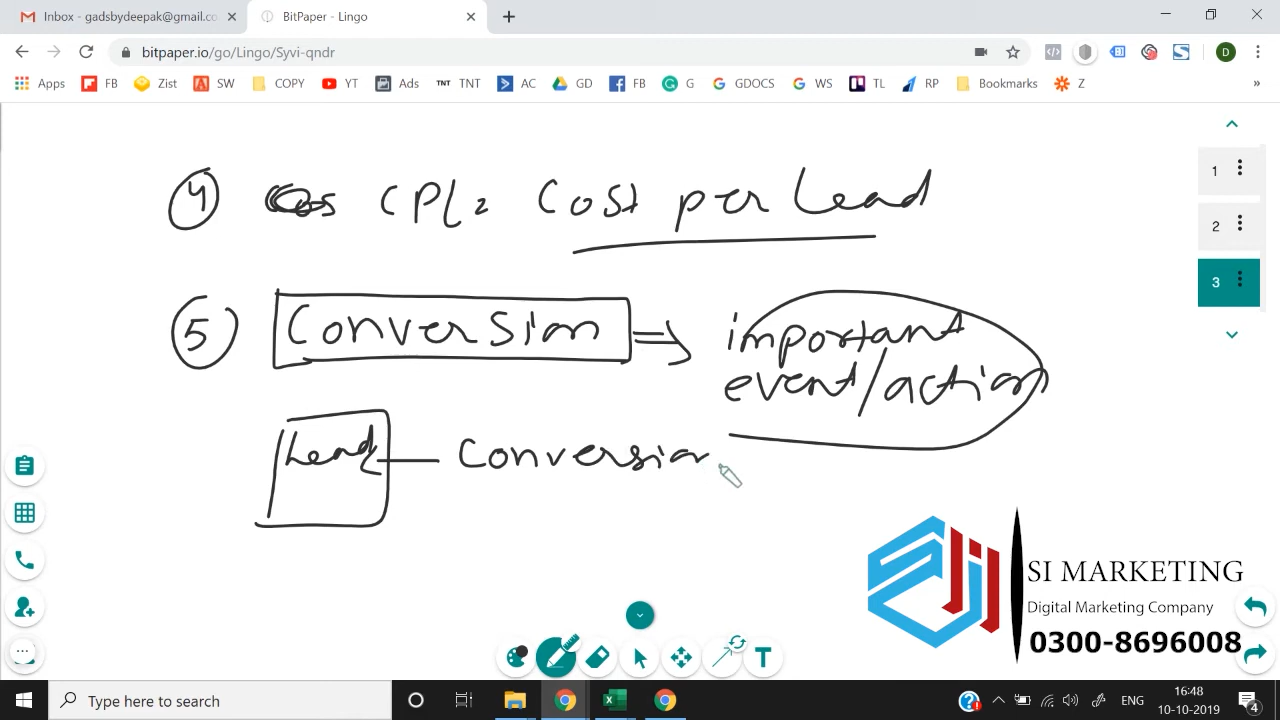 Inbox - gadsbydeepak@gmail.co
BitPaper - Lingo
bitpaper.io/go/Lingo/Syvi-qndr
D
Apps FB Zist SW COPY YT Ads TNT TNT AC GD FB G GDOCS WS TL RP Bookmarks Z »
4 CPL = Cost per Lead
5 Conversion ⇒ important
event/action
Lead — Conversion
1
2
3
SI MARKETING
Digital Marketing Company
0300-8696008
T
Type here to search
ENG
16:48
10-10-2019
4